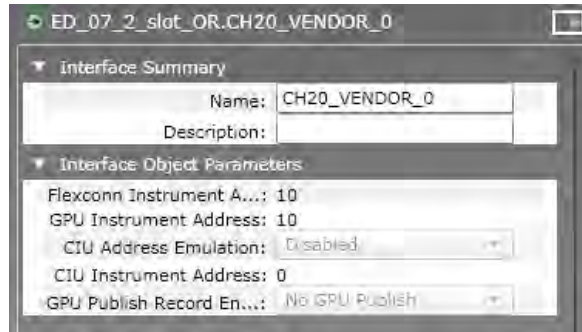 ED_07_2_slot_OR.CH20_VENDOR_0
Interface Summary
Name: CH20_VENDOR_0
Description:
Interface Object Parameters
Flexconn Instrument A...: 10
GPU Instrument Address: 10
CIU Address Emulation: Disabled
CIU Instrument Address: 0
GPU Publish Record En...: No GPU Publish